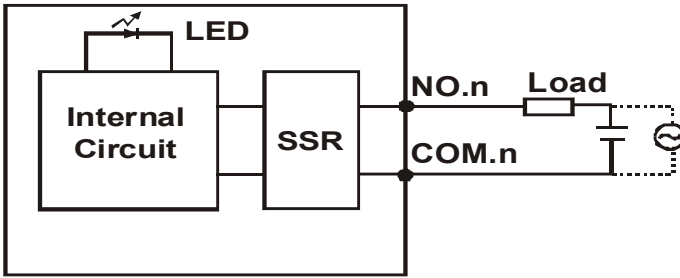 LED
NO.n
Load
Internal
Circuit
SSR
COM.n